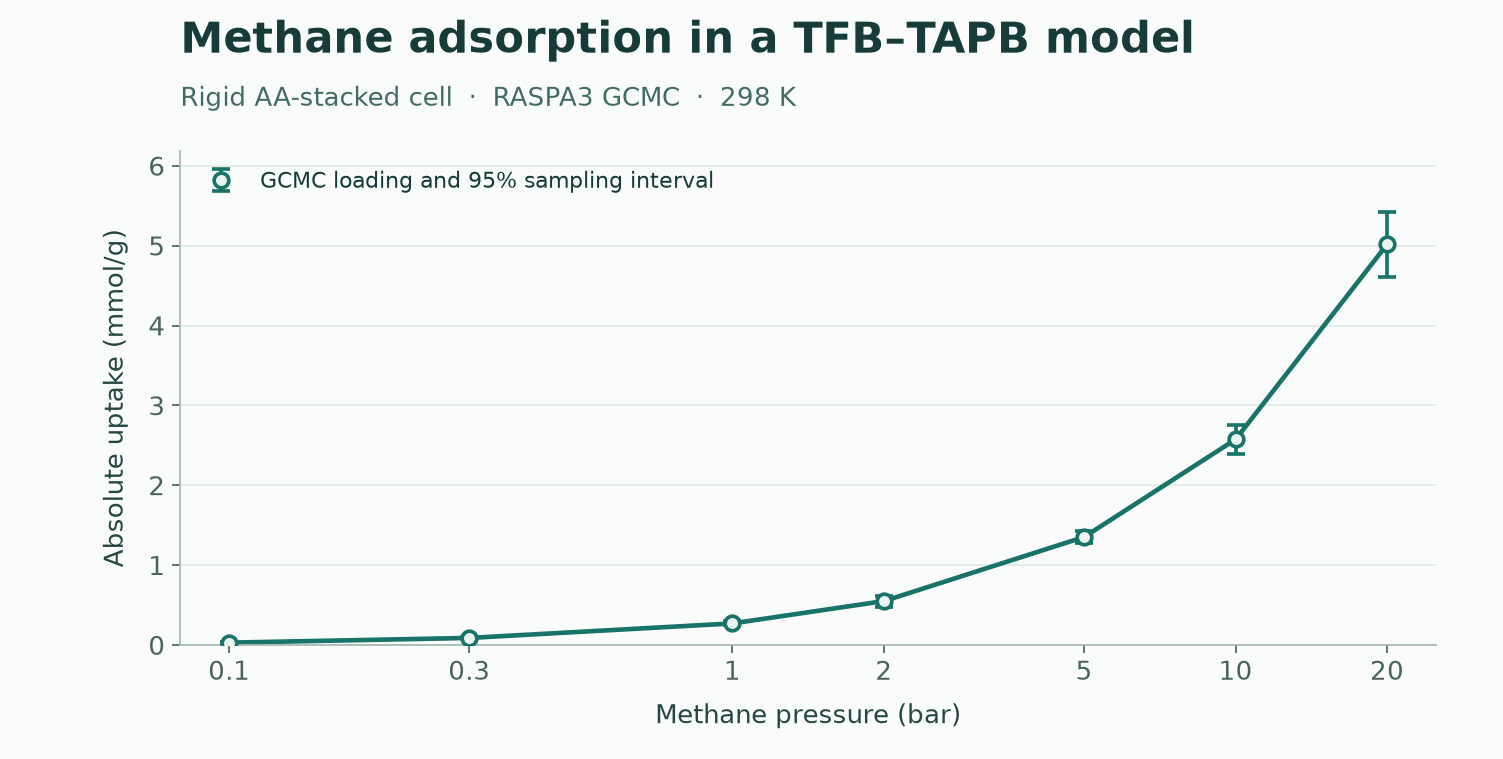 Methane adsorption in a TFB–TAPB model
Rigid AA-stacked cell · RASPA3 GCMC · 298 K
GCMC loading and 95% sampling interval
Absolute uptake (mmol/g)
6
5
4
3
2
1
0
0.1 0.3 1 2 5 10 20
Methane pressure (bar)